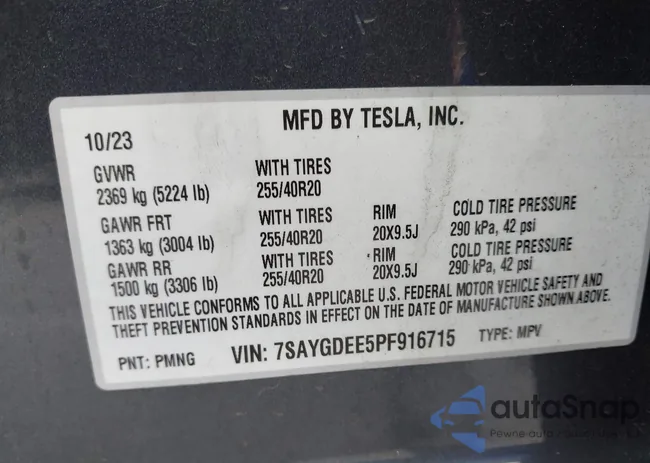 MFD BY TESLA, INC.
10/23
GVWR WITH TIRES
2369 kg (5224 lb) 255/40R20
GAWR FRT WITH TIRES RIM COLD TIRE PRESSURE
1363 kg (3004 lb) 255/40R20 20X9.5J 290 kPa, 42 psi
GAWR RR WITH TIRES RIM COLD TIRE PRESSURE
1500 kg (3306 lb) 255/40R20 20X9.5J 290 kPa, 42 psi
THIS VEHICLE CONFORMS TO ALL APPLICABLE U.S. FEDERAL MOTOR VEHICLE SAFETY AND
THEFT PREVENTION STANDARDS IN EFFECT ON THE DATE OF MANUFACTURE SHOWN ABOVE.
PNT: PMNG VIN: 7SAYGDEE5PF916715 TYPE: MPV
autaSnap